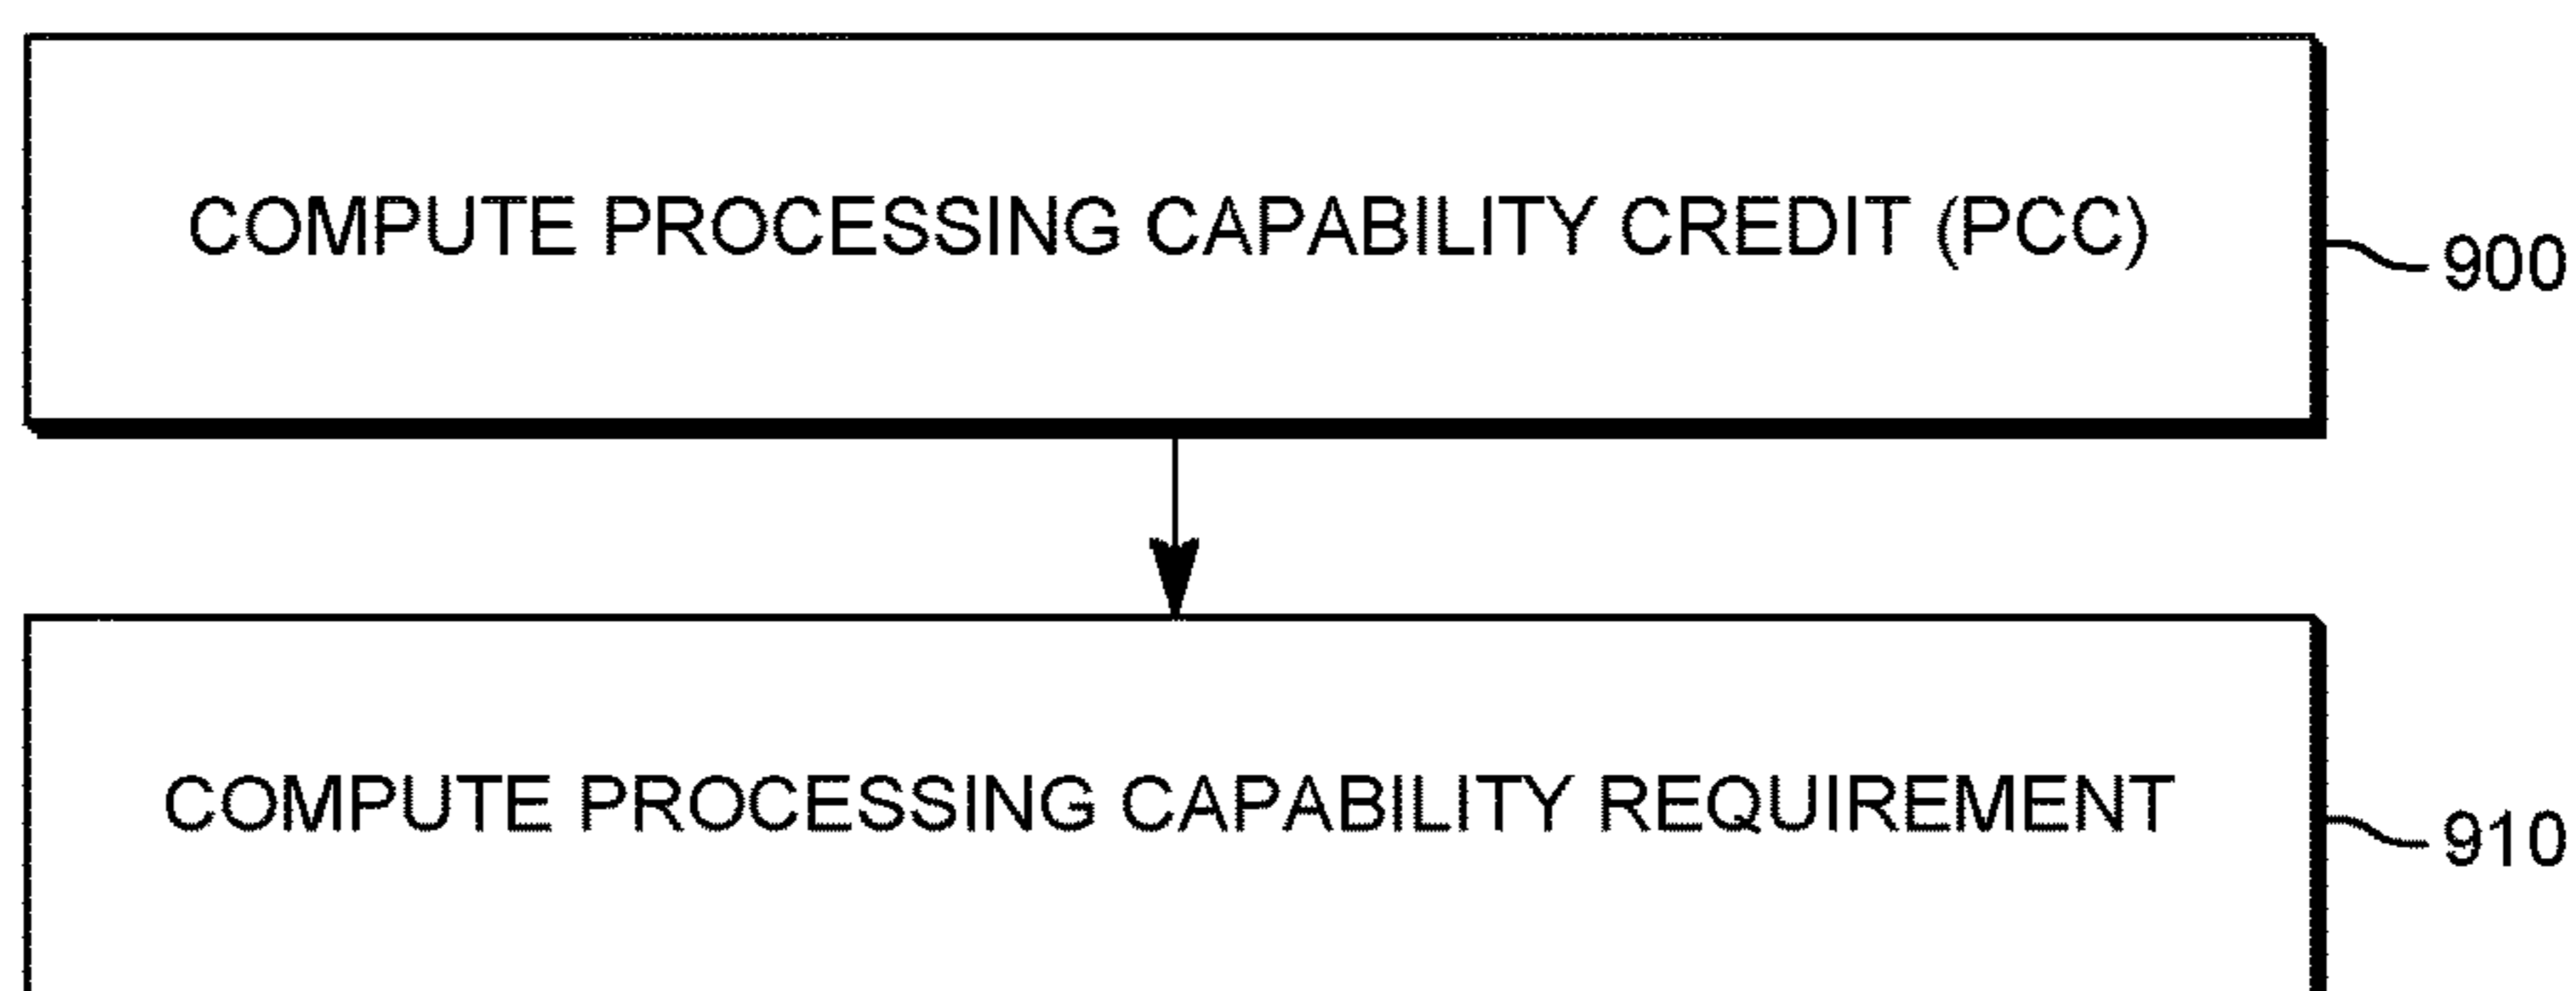 COMPUTE PROCESSING CAPABILITY CREDIT (PCC)
900
COMPUTE PROCESSING CAPABILITY REQUIREMENT
910